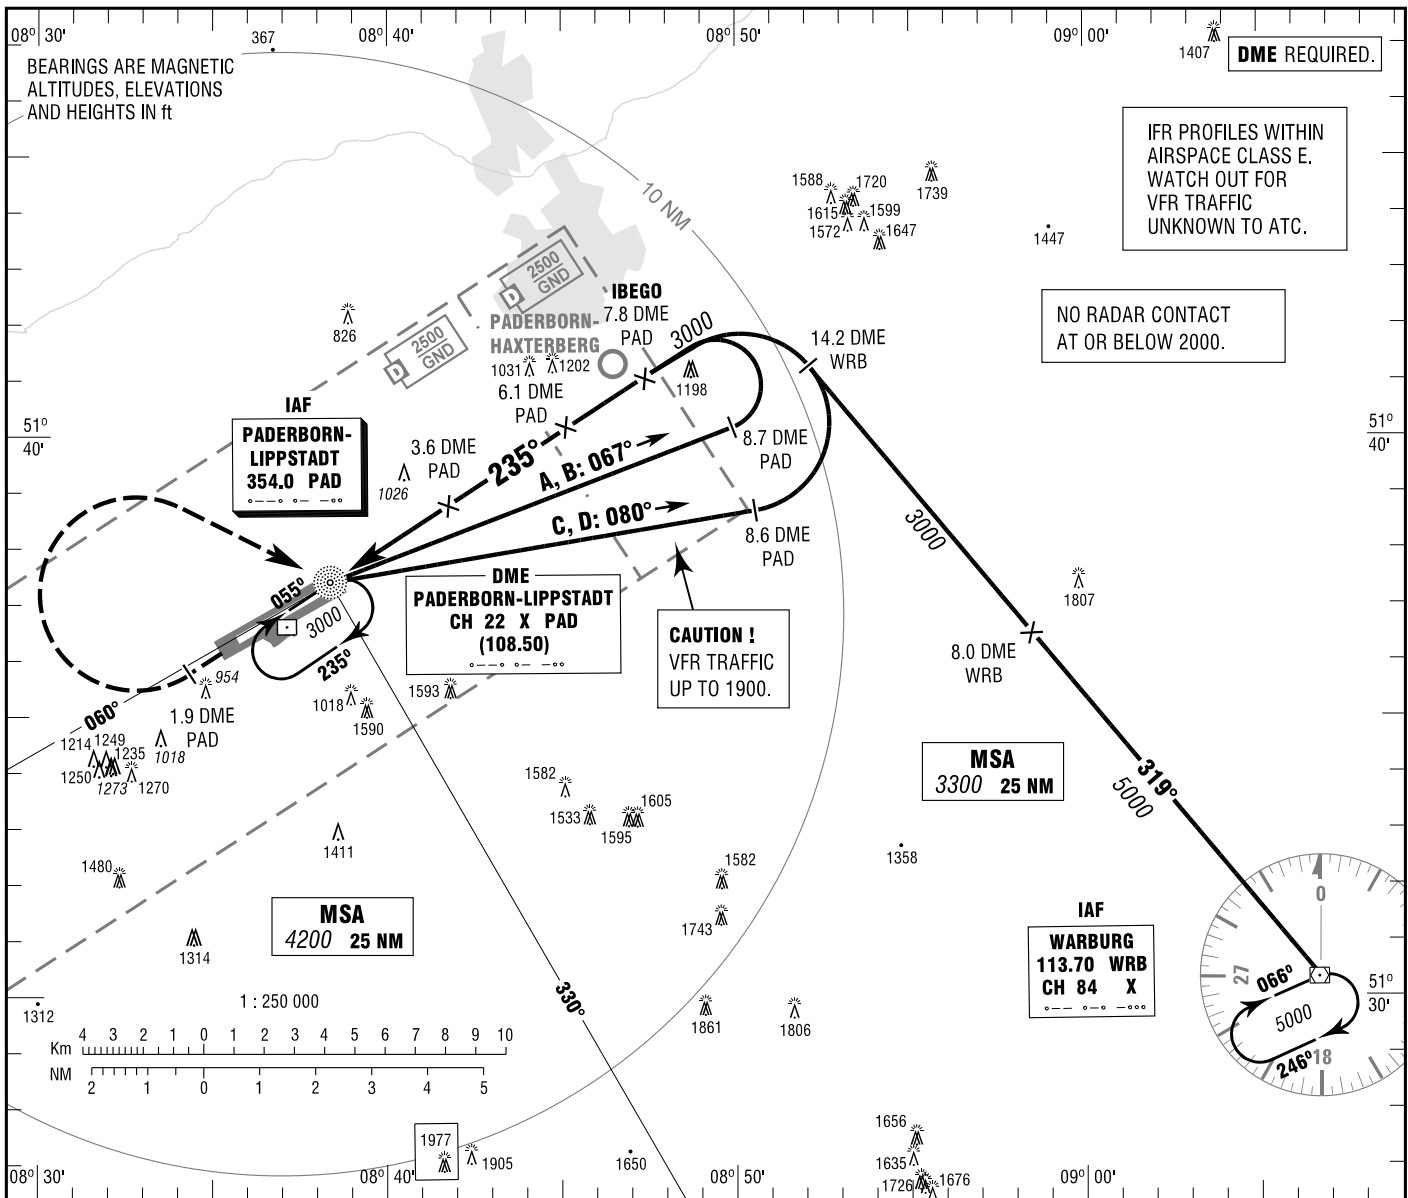 08° 30'
367
08° 40'
08° 50'
09° 00'
1407
DME REQUIRED.
BEARINGS ARE MAGNETIC
ALTITUDES, ELEVATIONS
AND HEIGHTS IN ft
IFR PROFILES WITHIN
AIRSPACE CLASS E.
WATCH OUT FOR
VFR TRAFFIC
UNKNOWN TO ATC.
10 NM
1588
1720
1739
1615
1599
1572
1647
1447
2500
GND
D
2500
GND
D
NO RADAR CONTACT
AT OR BELOW 2000.
826
IBEGO
7.8 DME
PAD
PADERBORN-
HAXTERBERG
3000
14.2 DME
WRB
1031
1202
1198
6.1 DME
PAD
IAF
PADERBORN-
LIPPSTADT
354.0 PAD
51°
40'
51°
40'
3.6 DME
PAD
1026
235°
A, B: 067°
8.7 DME
PAD
C, D: 080°
8.6 DME
PAD
3000
055°
3000
235°
DME
PADERBORN-LIPPSTADT
CH 22 X PAD
(108.50)
CAUTION !
VFR TRAFFIC
UP TO 1900.
1807
8.0 DME
WRB
954
1018
1590
1593
060°
1.9 DME
PAD
1214
1249
1235
1018
1250
1273
1270
MSA
3300 25 NM
319°
5000
1582
1533
1605
1595
1411
1358
1480
1582
1743
MSA
4200 25 NM
1314
IAF
WARBURG
113.70 WRB
CH 84 X
0
27
18
066°
5000
246°
51°
30'
330°
1312
1 : 250 000
1861
1806
Km
4 3 2 1 0 1 2 3 4 5 6 7 8 9 10
NM
2 1 0 1 2 3 4 5
1977
1905
1650
1656
1635
1726
1676
08° 30'
08° 40'
08° 50'
09° 00'